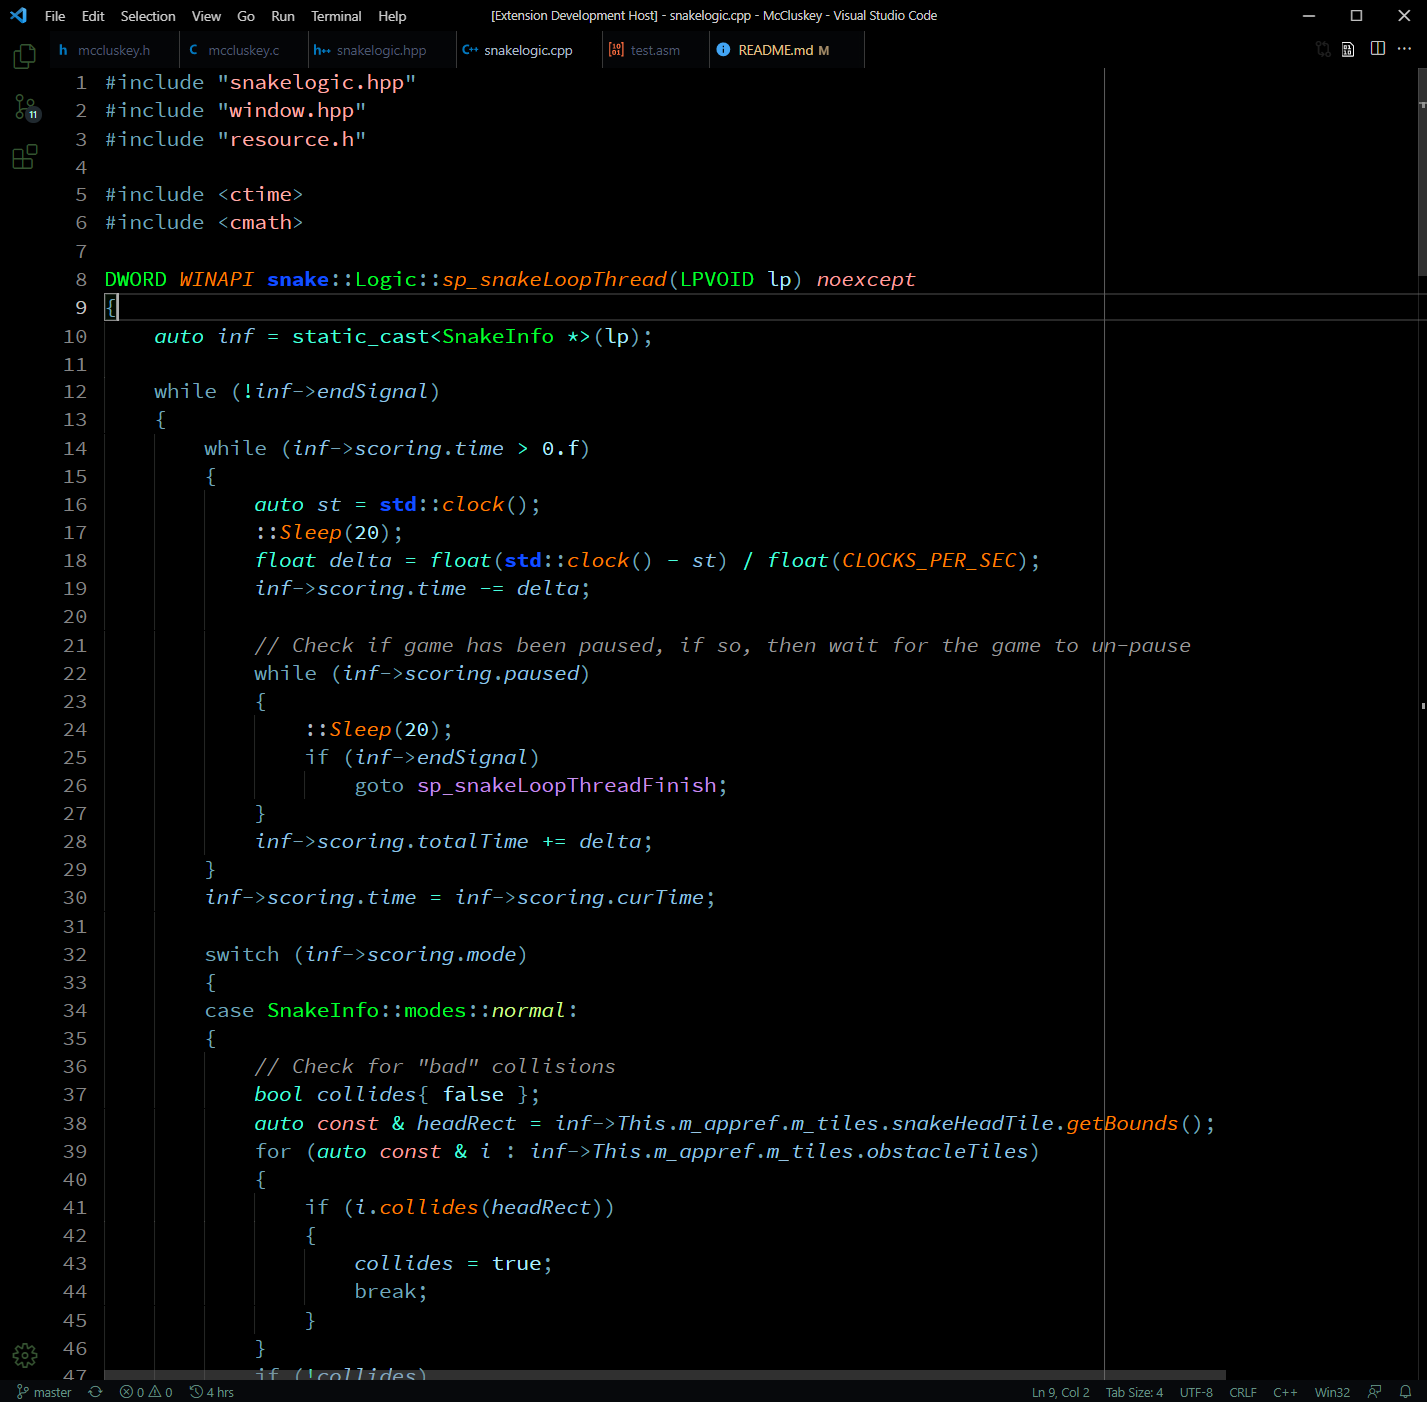 File Edit Selection View Go Run Terminal Help [Extension Development Host] - snakelogic.cpp - McCluskey - Visual Studio Code
h mccluskey.h C mccluskey.c h++ snakelogic.hpp C++ snakelogic.cpp test.asm README.md M
11
1 #include "snakelogic.hpp"
2 #include "window.hpp"
3 #include "resource.h"
4
5 #include <ctime>
6 #include <cmath>
7
8 DWORD WINAPI snake::Logic::sp_snakeLoopThread(LPVOID lp) noexcept
9 {
10 auto inf = static_cast<SnakeInfo *>(lp);
11
12 while (!inf->endSignal)
13 {
14 while (inf->scoring.time > 0.f)
15 {
16 auto st = std::clock();
17 ::Sleep(20);
18 float delta = float(std::clock() - st) / float(CLOCKS_PER_SEC);
19 inf->scoring.time -= delta;
20
21 // Check if game has been paused, if so, then wait for the game to un-pause
22 while (inf->scoring.paused)
23 {
24 ::Sleep(20);
25 if (inf->endSignal)
26 goto sp_snakeLoopThreadFinish;
27 }
28 inf->scoring.totalTime += delta;
29 }
30 inf->scoring.time = inf->scoring.curTime;
31
32 switch (inf->scoring.mode)
33 {
34 case SnakeInfo::modes::normal:
35 {
36 // Check for "bad" collisions
37 bool collides{ false };
38 auto const & headRect = inf->This.m_appref.m_tiles.snakeHeadTile.getBounds();
39 for (auto const & i : inf->This.m_appref.m_tiles.obstacleTiles)
40 {
41 if (i.collides(headRect))
42 {
43 collides = true;
44 break;
45 }
46 }
47 if (!collides)
master 0 0 4 hrs Ln 9, Col 2 Tab Size: 4 UTF-8 CRLF C++ Win32